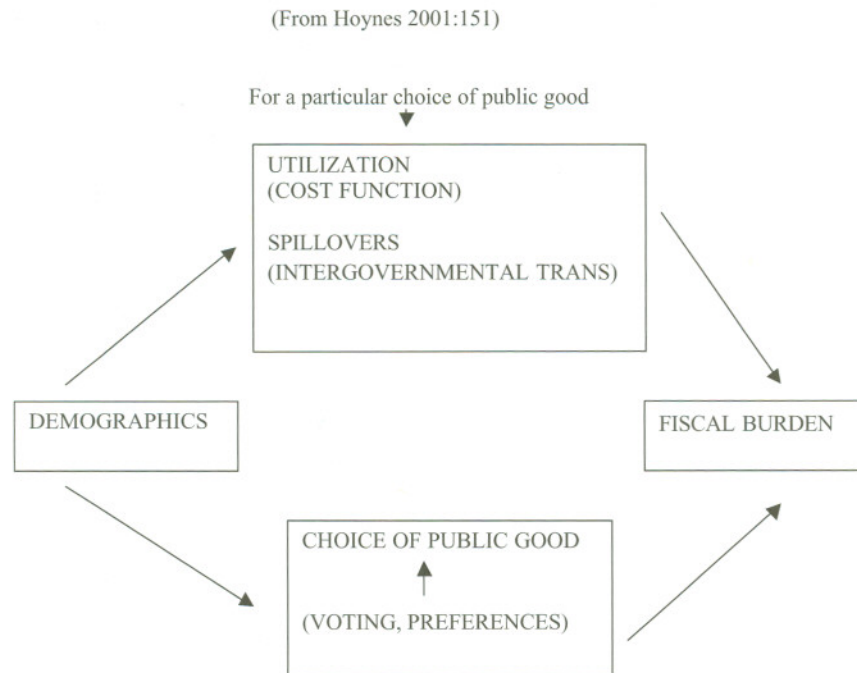 (From Hoynes 2001:151)
For a particular choice of public good
UTILIZATION
(COST FUNCTION)
SPILLOVERS
(INTERGOVERNMENTAL TRANS)
DEMOGRAPHICS
FISCAL BURDEN
CHOICE OF PUBLIC GOOD
(VOTING, PREFERENCES)